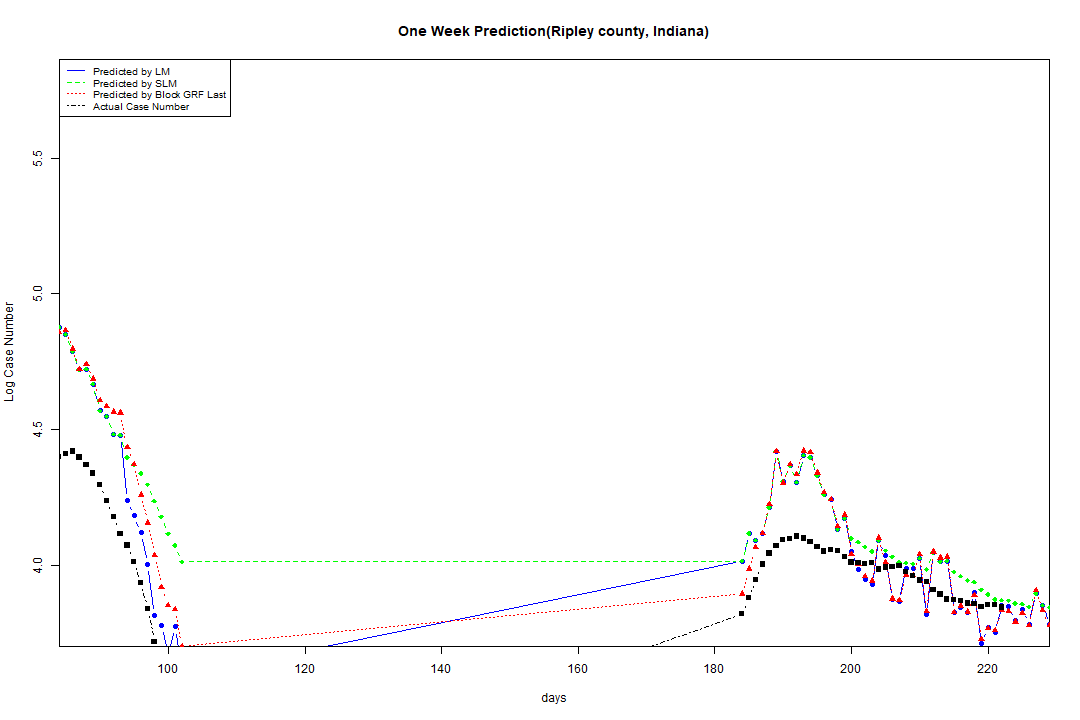 One Week Prediction(Ripley county, Indiana)
Predicted by LM
Predicted by SLM
Predicted by Block GRF Last
Actual Case Number
5.5
5.0
4.5
4.0
Log Case Number
100
120
140
160
180
200
220
days